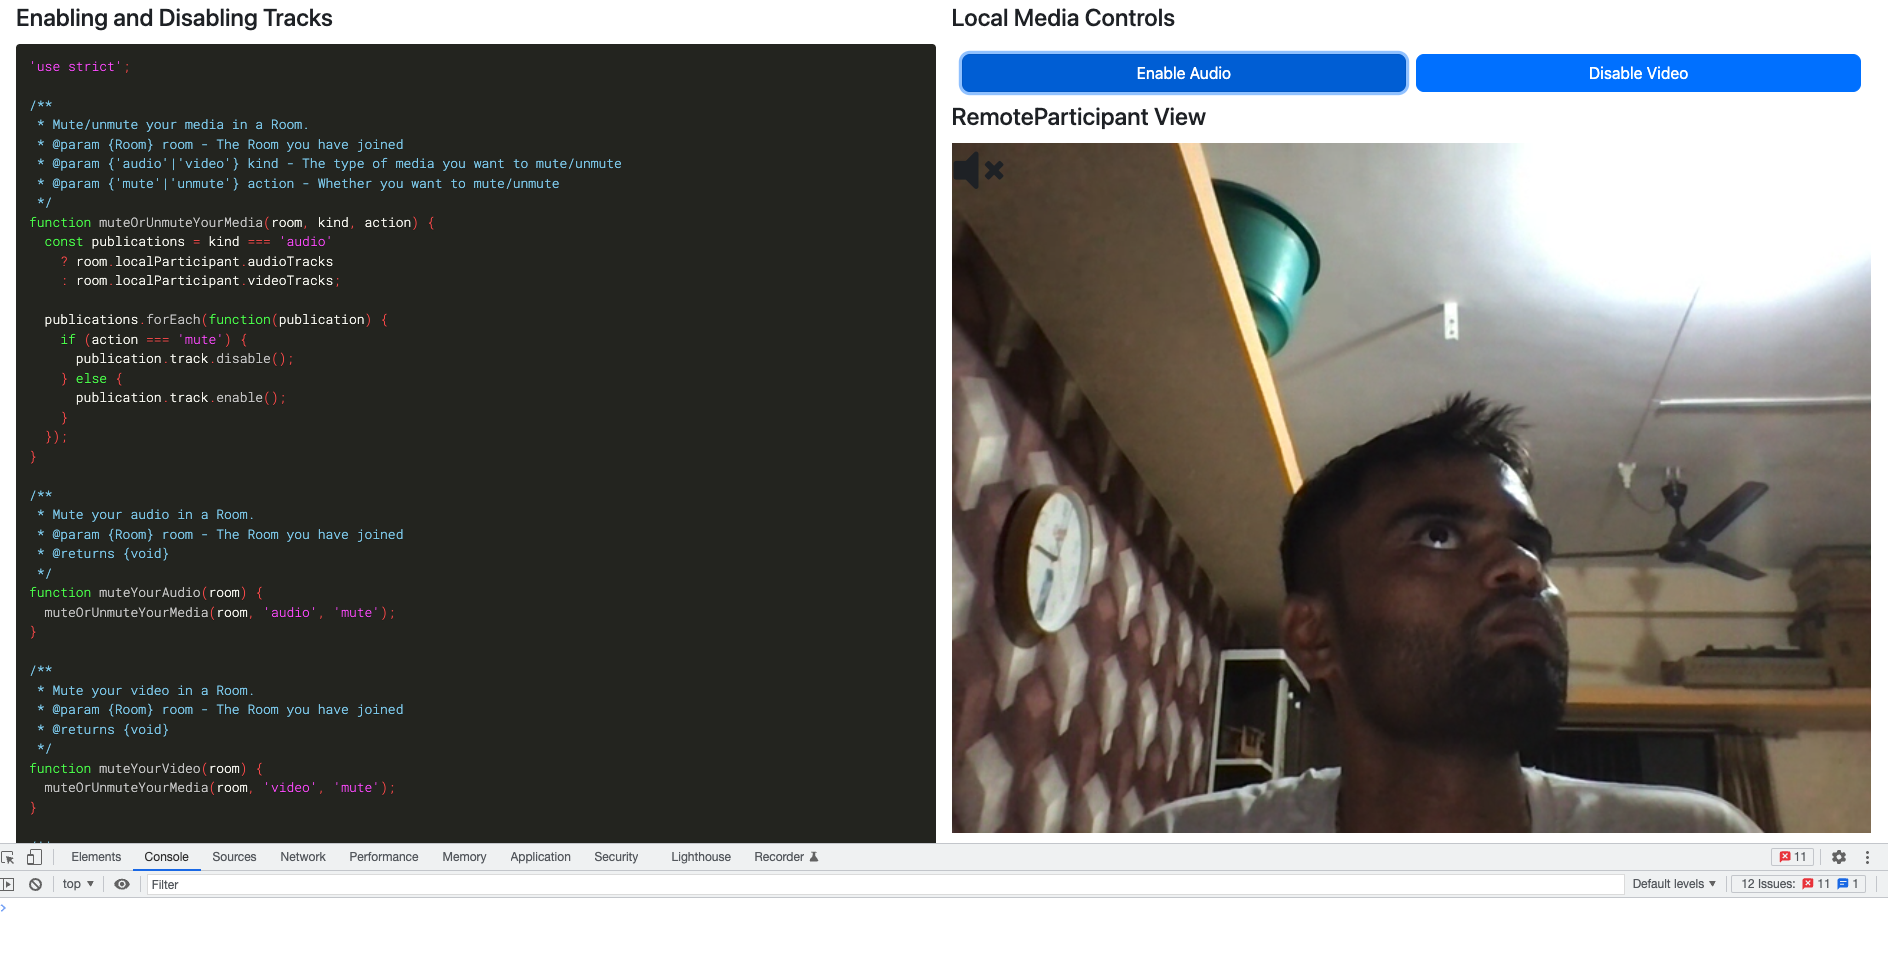 Enabling and Disabling Tracks
'use strict';
/**
 * Mute/unmute your media in a Room.
 * @param {Room} room - The Room you have joined
 * @param {'audio'|'video'} kind - The type of media you want to mute/unmute
 * @param {'mute'|'unmute'} action - Whether you want to mute/unmute
 */
function muteOrUnmuteYourMedia(room, kind, action) {
  const publications = kind === 'audio'
    ? room.localParticipant.audioTracks
    : room.localParticipant.videoTracks;
  publications.forEach(function(publication) {
    if (action === 'mute') {
      publication.track.disable();
    } else {
      publication.track.enable();
    }
  });
}
/**
 * Mute your audio in a Room.
 * @param {Room} room - The Room you have joined
 * @returns {void}
 */
function muteYourAudio(room) {
  muteOrUnmuteYourMedia(room, 'audio', 'mute');
}
/**
 * Mute your video in a Room.
 * @param {Room} room - The Room you have joined
 * @returns {void}
 */
function muteYourVideo(room) {
  muteOrUnmuteYourMedia(room, 'video', 'mute');
}
Local Media Controls
Enable Audio Disable Video
RemoteParticipant View
Elements Console Sources Network Performance Memory Application Security Lighthouse Recorder 11
top Filter Default levels 12 Issues: 11 1